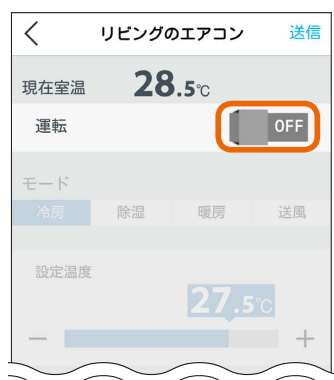 リビングのエアコン 送信
現在室温 28.5℃
運転 OFF
モード
冷房 除湿 暖房 送風
設定温度
27.5℃
− +